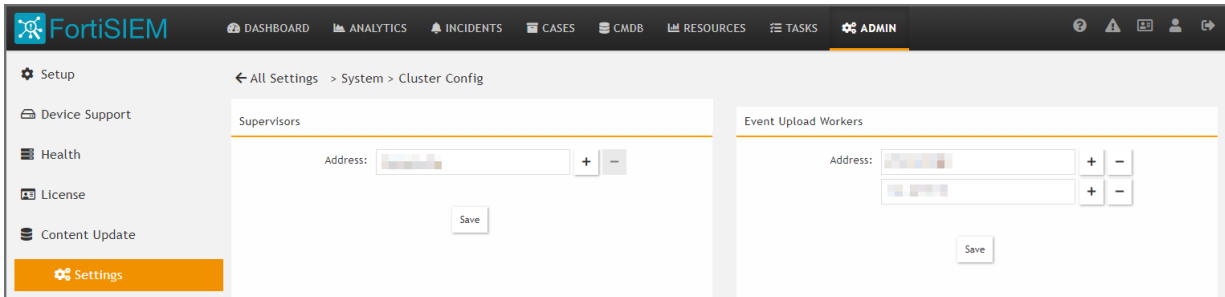 FortiSIEM DASHBOARD ANALYTICS INCIDENTS CASES CMDB RESOURCES TASKS ADMIN
Setup
Device Support
Health
License
Content Update
Settings
All Settings > System > Cluster Config
Supervisors
Address:
Save
Event Upload Workers
Address:
Save